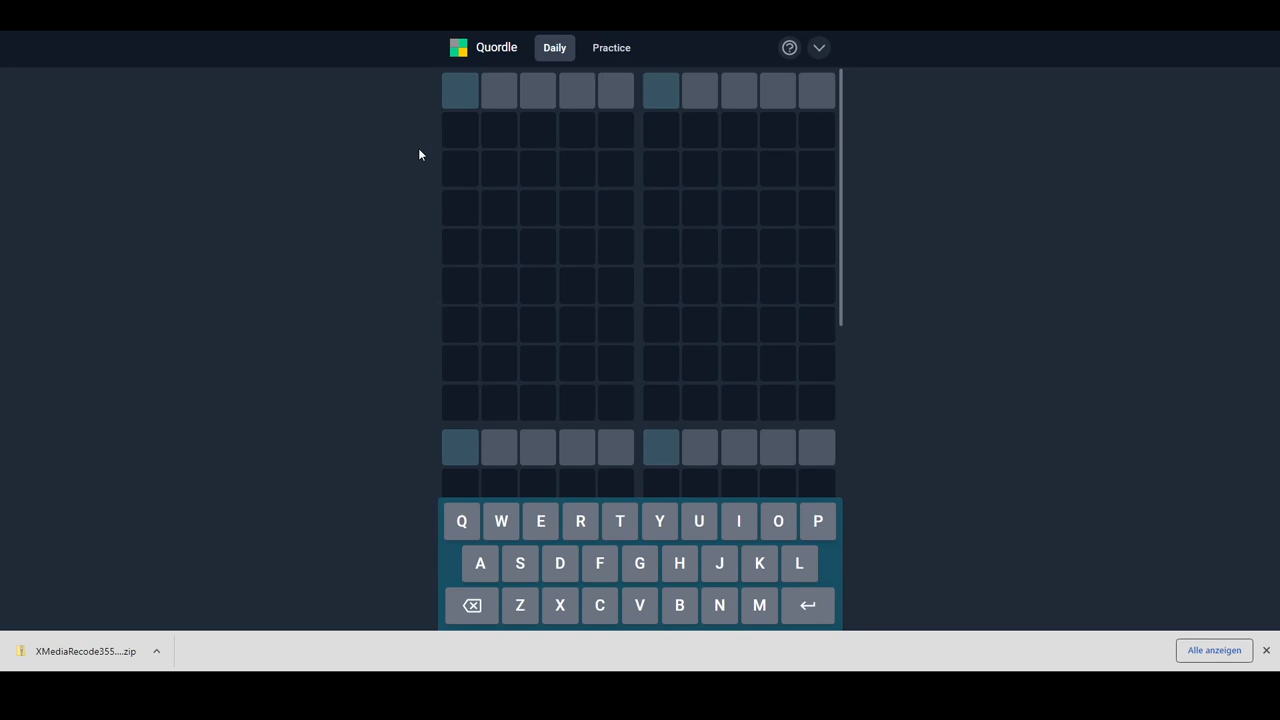 Quordle Daily Practice
Q W E R T Y U I O P
A S D F G H J K L
Z X C V B N M
XMediaRecode355....zip Alle anzeigen